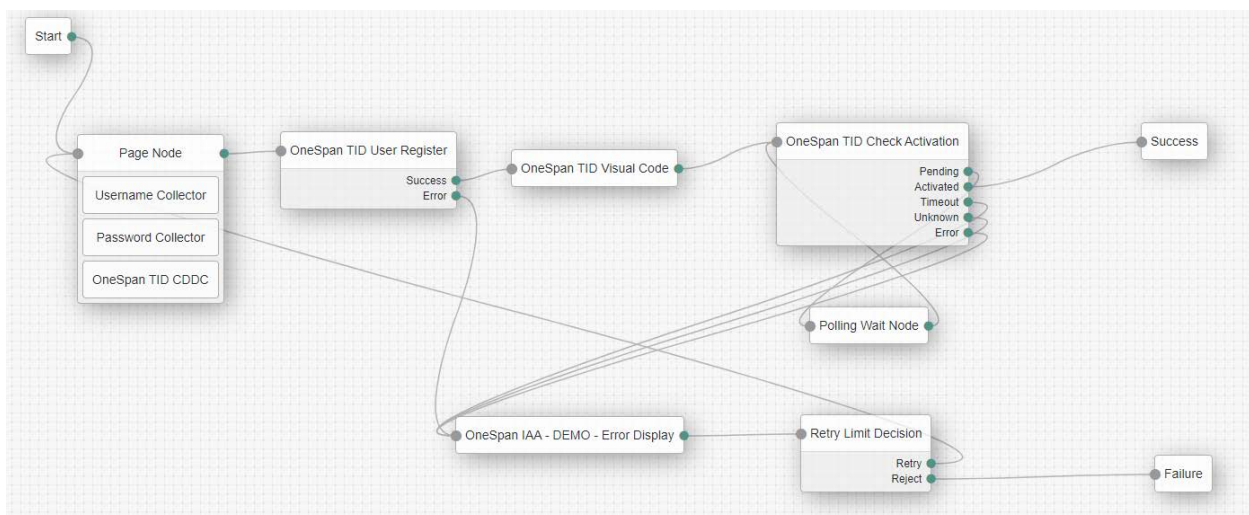 Start
Page Node
Username Collector
Password Collector
OneSpan TID CDDC
OneSpan TID User Register
Success
Error
OneSpan TID Visual Code
OneSpan TID Check Activation
Pending
Activated
Timeout
Unknown
Error
Success
Polling Wait Node
OneSpan IAA - DEMO - Error Display
Retry Limit Decision
Retry
Reject
Failure